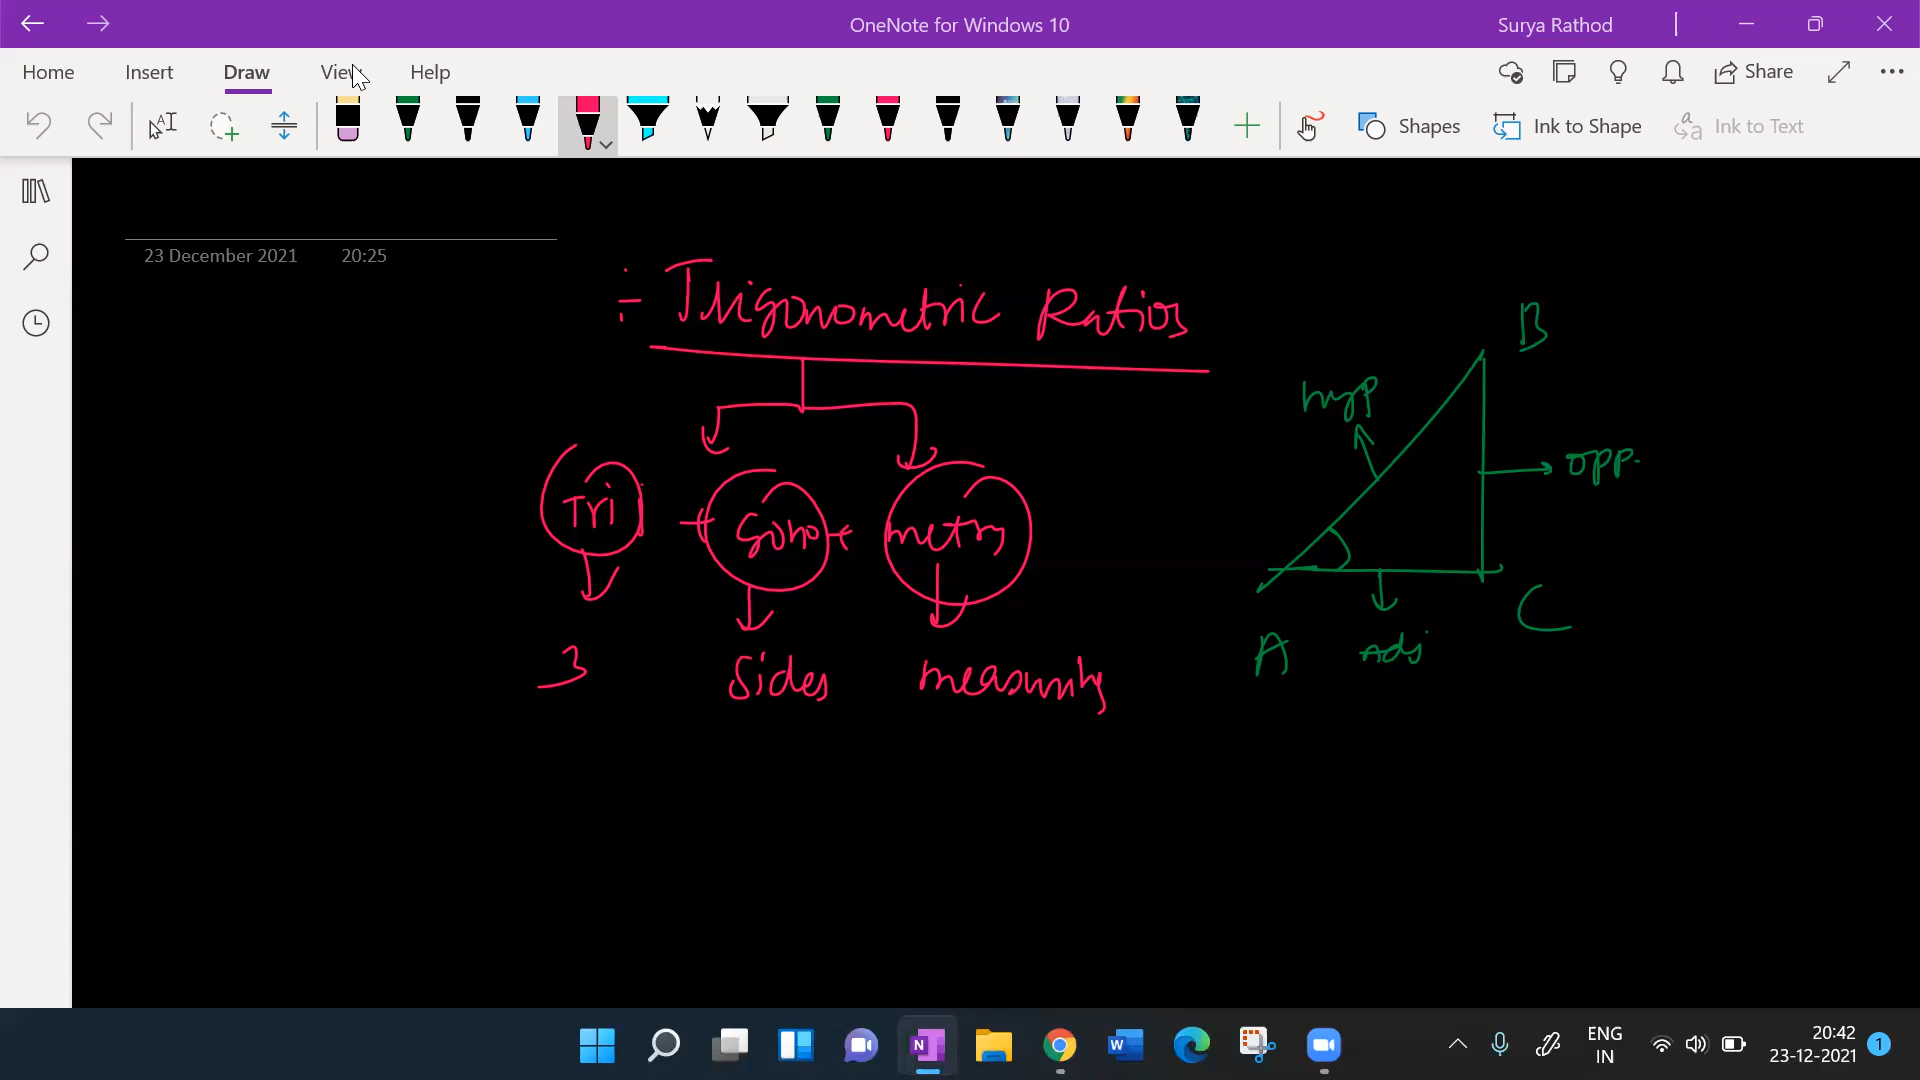 OneNote for Windows 10
Surya Rathod
Home Insert Draw View Help
Share
Shapes Ink to Shape Ink to Text
23 December 2021 20:25
:- Trigonometric Ratios
B
hyp
opp.
Tri + Gono + metry
C
A Adj
3 Sides measuring
ENG
IN
20:42
23-12-2021
1